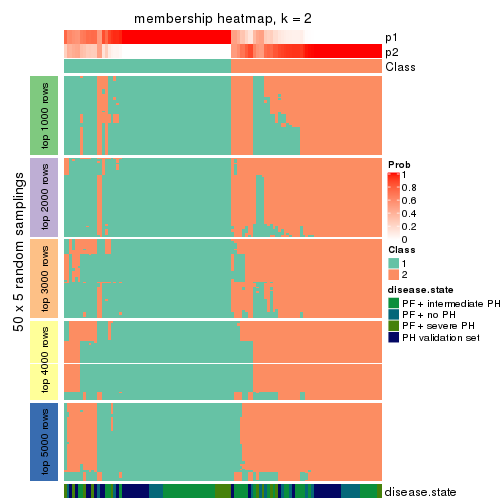 membership heatmap, k = 2
p1
p2
Class
50 x 5 random samplings
top 1000 rows
top 2000 rows
top 3000 rows
top 4000 rows
top 5000 rows
Prob
1
0.8
0.6
0.4
0.2
0
Class
1
2
disease.state
PF + intermediate PH
PF + no PH
PF + severe PH
PH validation set
disease.state